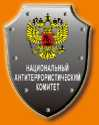 НАЦИОНАЛЬНЫЙ
АНТИТЕРРОРИСТИЧЕСКИЙ
КОМИТЕТ